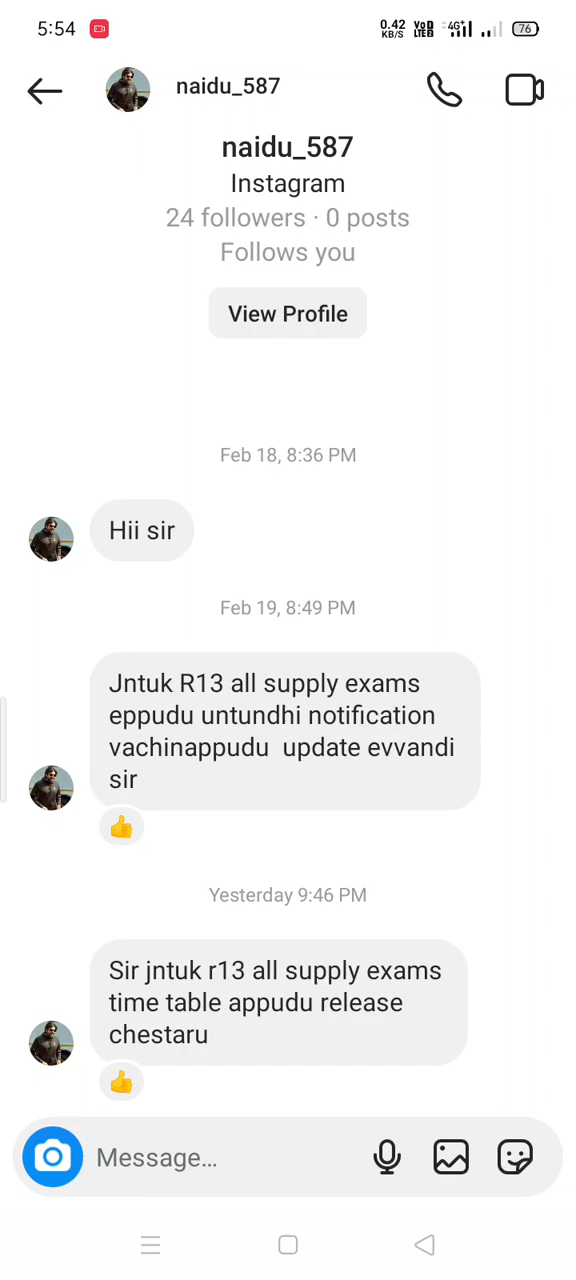 5:54
0.42 KB/S VoD LTE2 4G+ 76
naidu_587
naidu_587
Instagram
24 followers · 0 posts
Follows you
View Profile
Feb 18, 8:36 PM
Hii sir
Feb 19, 8:49 PM
Jntuk R13 all supply exams
eppudu untundhi notification
vachinappudu  update evvandi
sir
👍
Yesterday 9:46 PM
Sir jntuk r13 all supply exams
time table appudu release
chestaru
👍
Message...